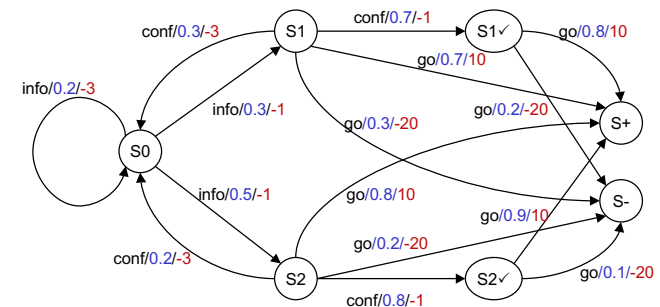 conf/0.7/-1
conf/0.3/-3
S1
S1✓
go/0.8/10
go/0.7/10
info/0.2/-3
info/0.3/-1
go/0.2/-20
go/0.3/-20
S+
S0
info/0.5/-1
go/0.8/10
S-
go/0.9/10
go/0.2/-20
conf/0.2/-3
S2
S2✓
go/0.1/-20
conf/0.8/-1